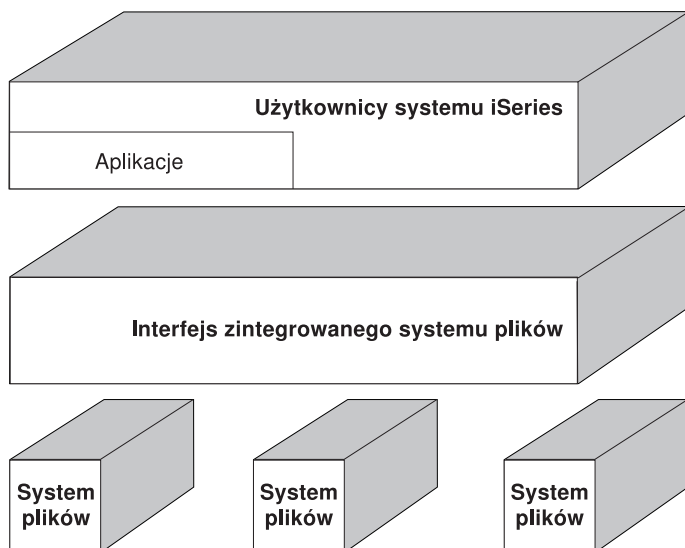 Użytkownicy systemu iSeries
Aplikacje
Interfejs zintegrowanego systemu plików
System
plików
System
plików
System
plików